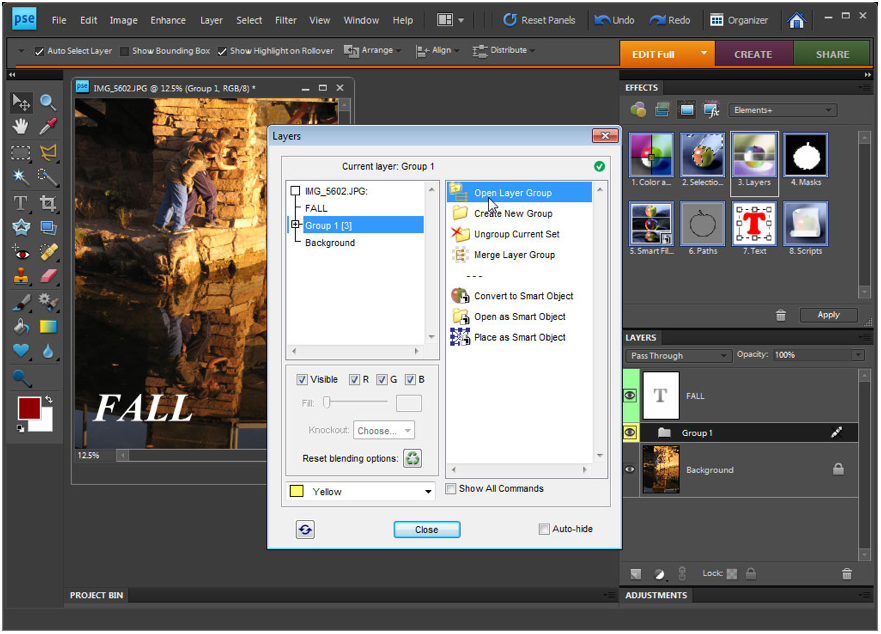 pse File Edit Image Enhance Layer Select Filter View Window Help Reset Panels Undo Redo Organizer
Auto Select Layer Show Bounding Box Show Highlight on Rollover Arrange Align Distribute EDIT Full CREATE SHARE
pse IMG_5602.JPG @ 12.5% (Group 1, RGB/8) *
FALL
12.5%
Layers
Current layer: Group 1
IMG_5602.JPG:
FALL
Group 1 [3]
Background
Open Layer Group
Create New Group
Ungroup Current Set
Merge Layer Group
---
Convert to Smart Object
Open as Smart Object
Place as Smart Object
Visible R G B
Fill:
Knockout: Choose...
Reset blending options:
Yellow
Show All Commands
Close
Auto-hide
EFFECTS
Elements+
1. Color a... 2. Selectio... 3. Layers 4. Masks
5. Smart Fil... 6. Paths 7. Text 8. Scripts
Apply
LAYERS
Pass Through Opacity: 100%
T FALL
Group 1
Background
Lock:
PROJECT BIN
ADJUSTMENTS